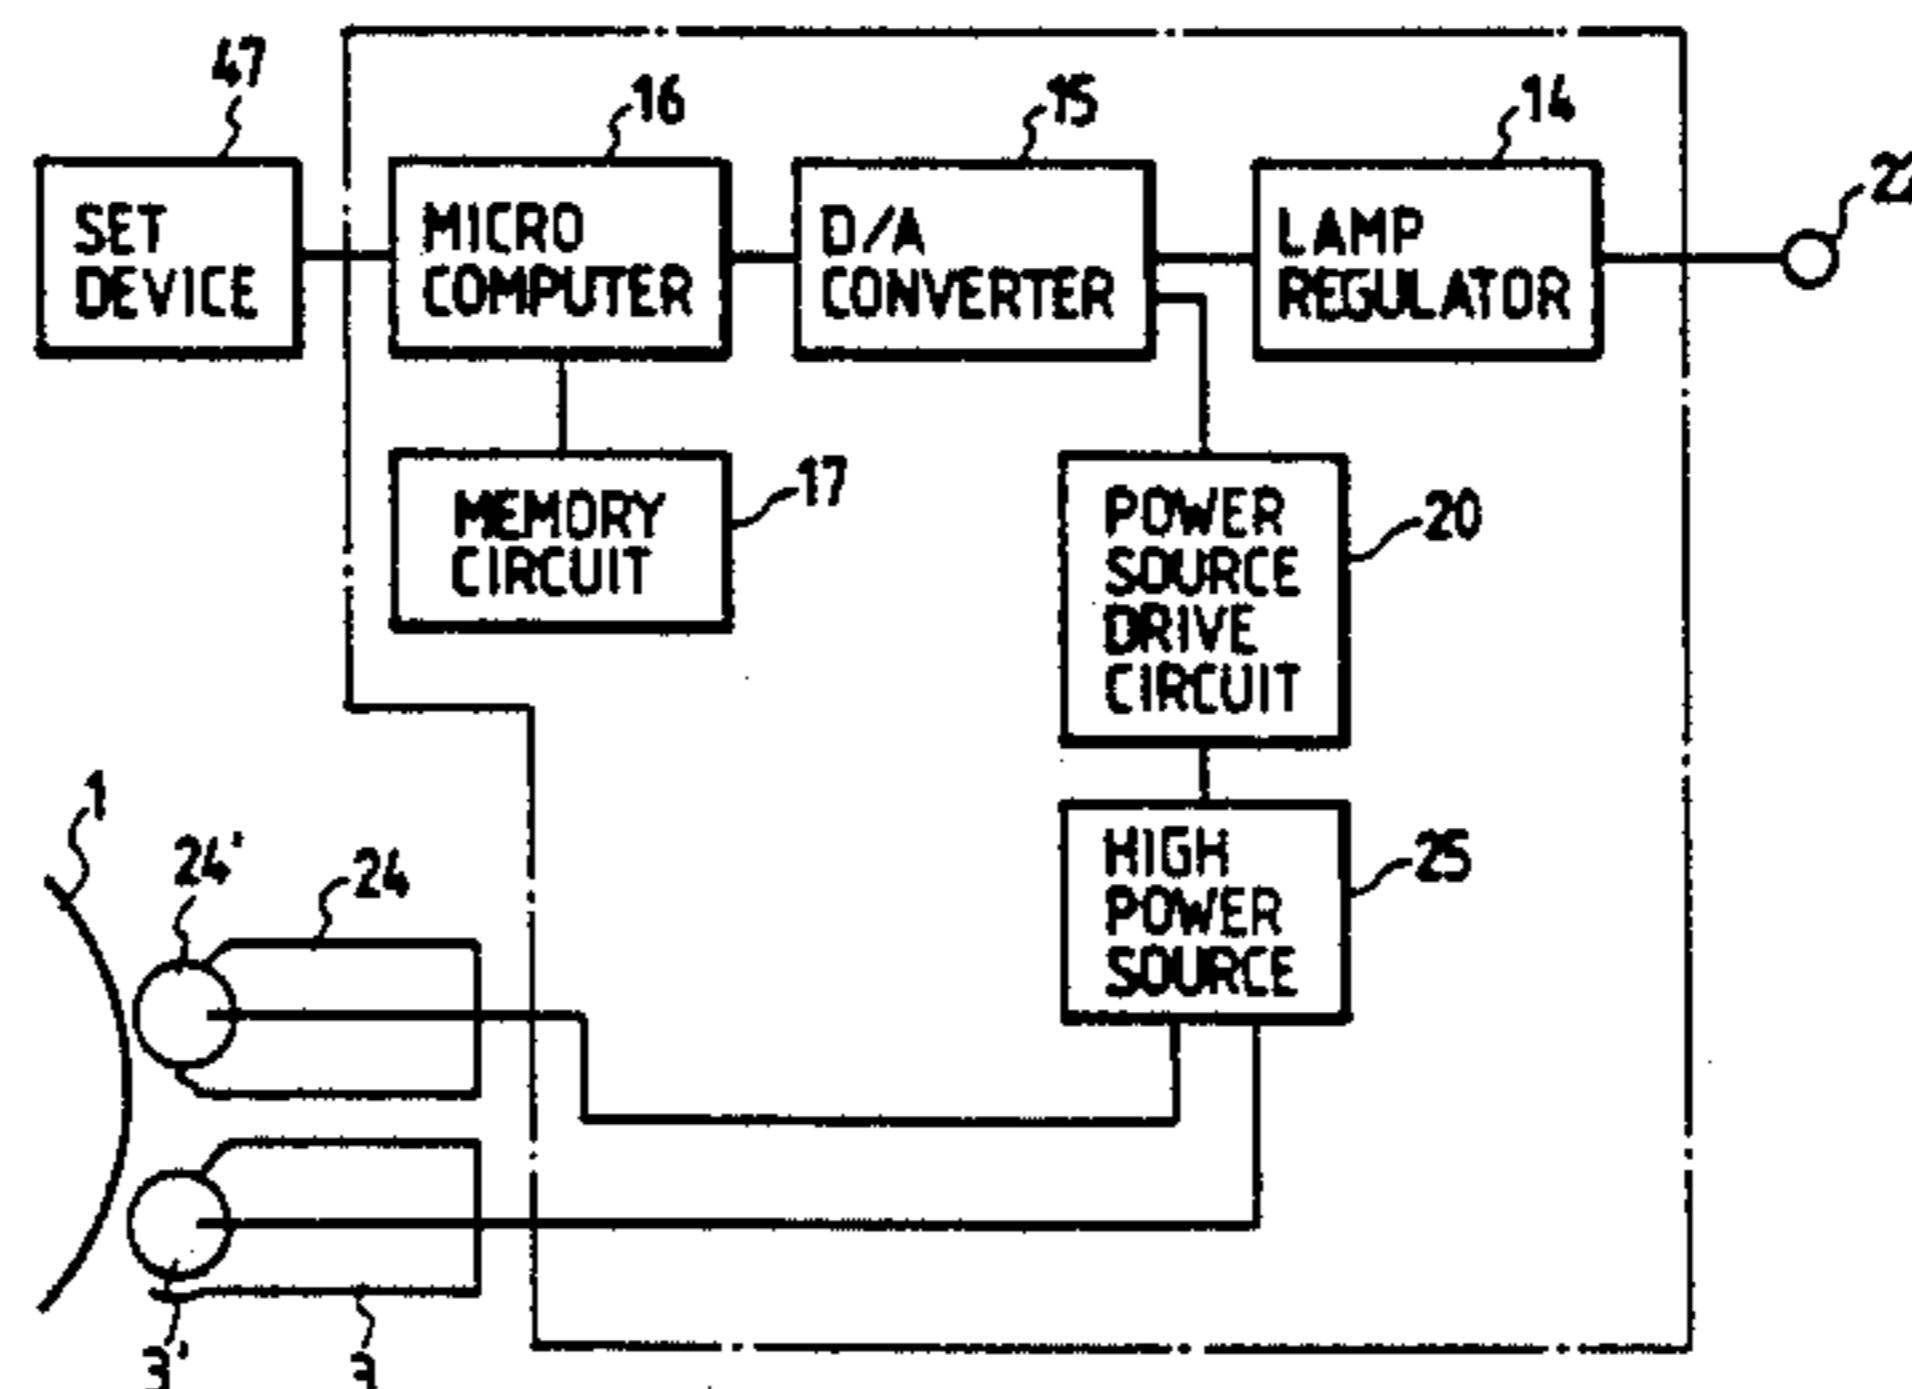 47
16
15
14
22
SET
DEVICE
MICRO
COMPUTER
D/A
CONVERTER
LAMP
REGULATOR
MEMORY
CIRCUIT
17
POWER
SOURCE
DRIVE
CIRCUIT
20
HIGH
POWER
SOURCE
25
1
24'
24
3'
3